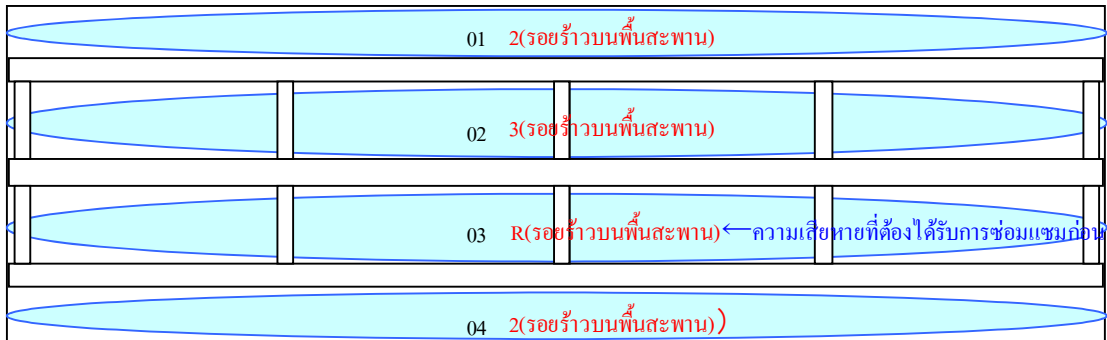 01 2(รอยร้าวบนพื้นสะพาน)
02 3(รอยร้าวบนพื้นสะพาน)
03 R(รอยร้าวบนพื้นสะพาน)←ความเสียหายที่ต้องได้รับการซ่อมแซมก่อน
04 2(รอยร้าวบนพื้นสะพาน))